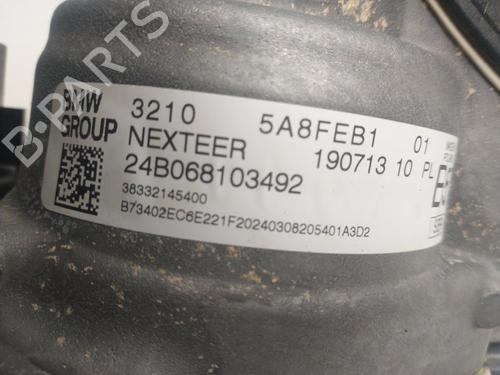 B-PARTS
BMW GROUP
3210 5A8FEB1 01
NEXTEER 190713 10 PL
24B068103492
38332145400
B73402EC6E221F20240308205401A3D2